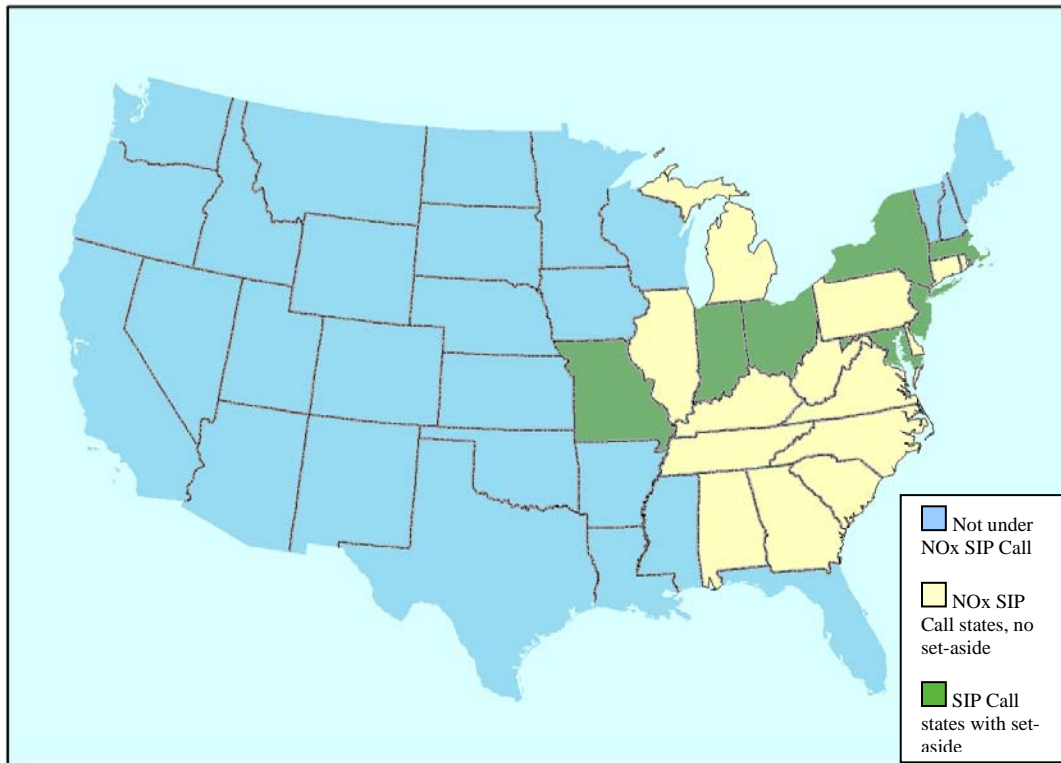 Not under
NOx SIP Call
NOx SIP
Call states, no
set-aside
SIP Call
states with set-
aside